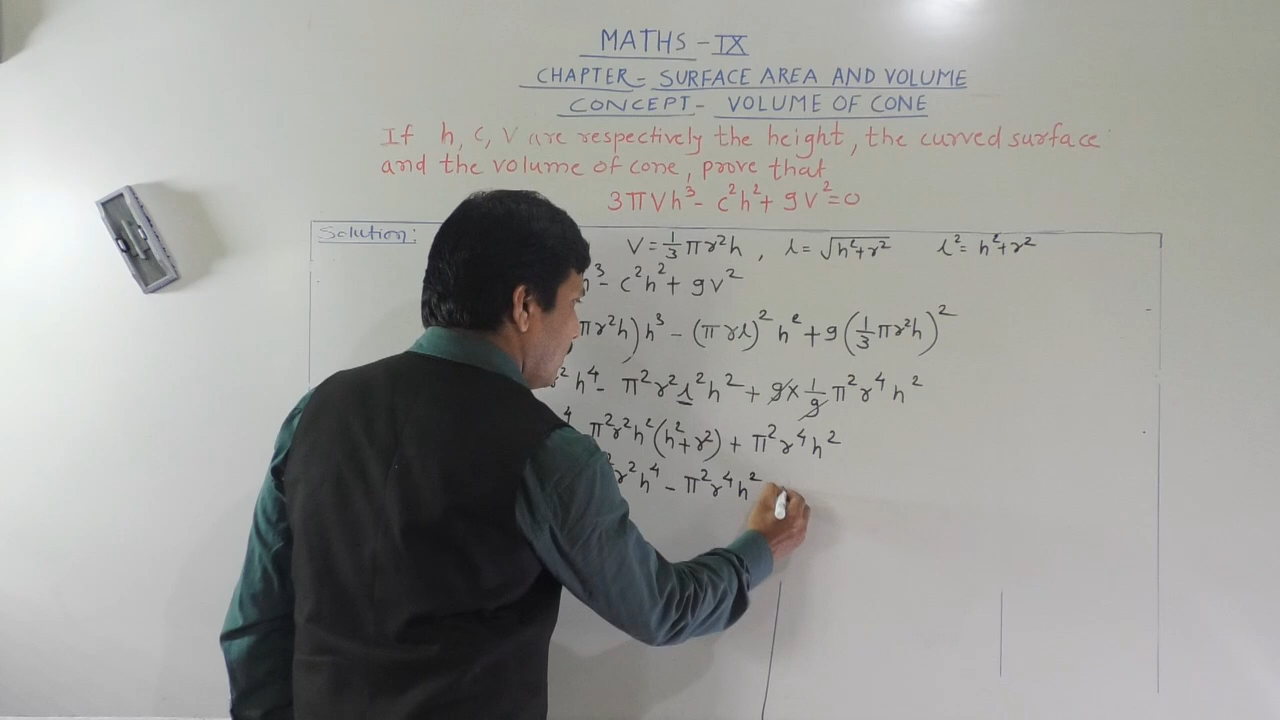 MATHS - IX
CHAPTER - SURFACE AREA AND VOLUME
CONCEPT - VOLUME OF CONE
If h, c, V are respectively the height, the curved surface
and the volume of cone, prove that
3πVh³ - c²h² + 9V² = 0
Solution:
V = 1/3 πr²h , l = √h²+r² l² = h²+r²
h³ - c²h² + 9V²
πr²h)h³ - (πrl)² h² + 9(1/3 πr²h)²
² h⁴ - π²r²l²h² + 9 × 1/9 π²r⁴h²
⁴ π²r²h²(h²+r²) + π²r⁴h²
²r²h⁴ - π²r⁴h²